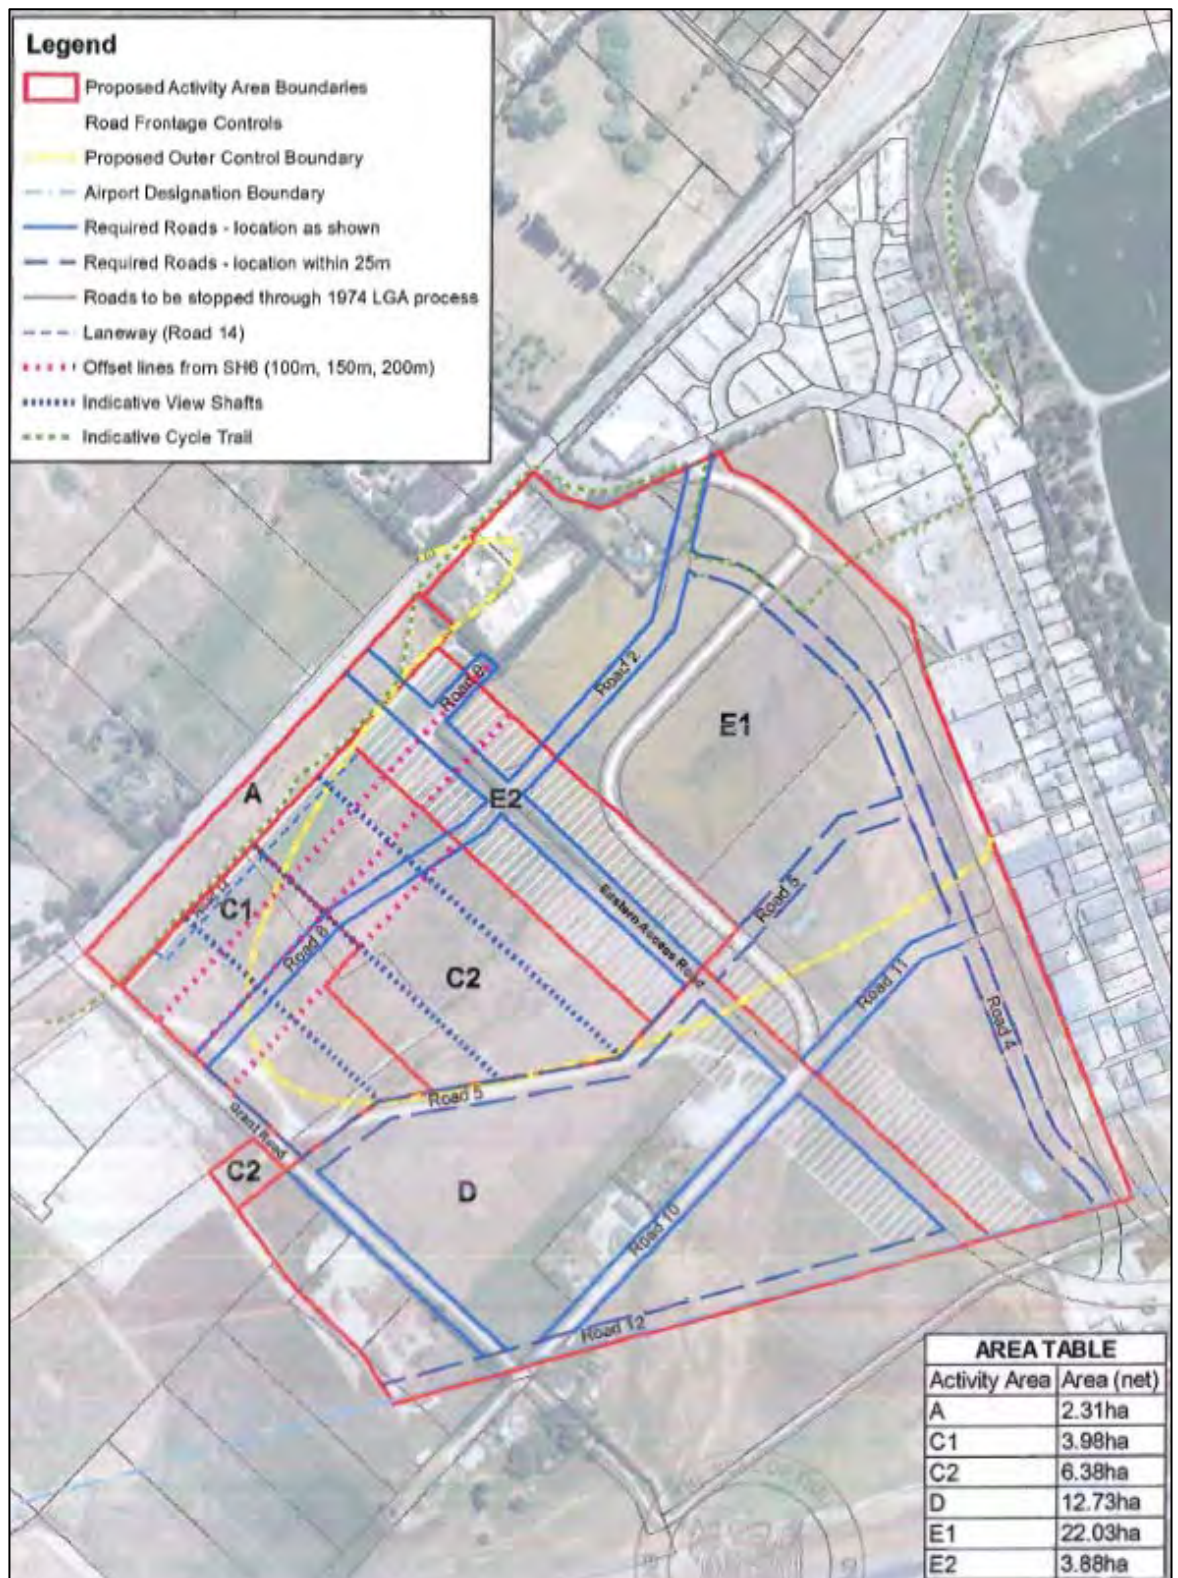 Legend
Proposed Activity Area Boundaries
Road Frontage Controls
Proposed Outer Control Boundary
Airport Designation Boundary
Required Roads - location as shown
Required Roads - location within 25m
Roads to be stopped through 1974 LGA process
Laneway (Road 14)
Offset lines from SH6 (100m, 150m, 200m)
Indicative View Shafts
Indicative Cycle Trail
Road 2
Road 9
E1
A
E2
C1
Road 8
Road 3
Eastern Access Road
C2
Road 11
Road 4
Road 5
Grant Road
C2
D
Road 10
Road 12
AREA TABLE
Activity Area Area (net)
A 2.31ha
C1 3.98ha
C2 6.38ha
D 12.73ha
E1 22.03ha
E2 3.88ha